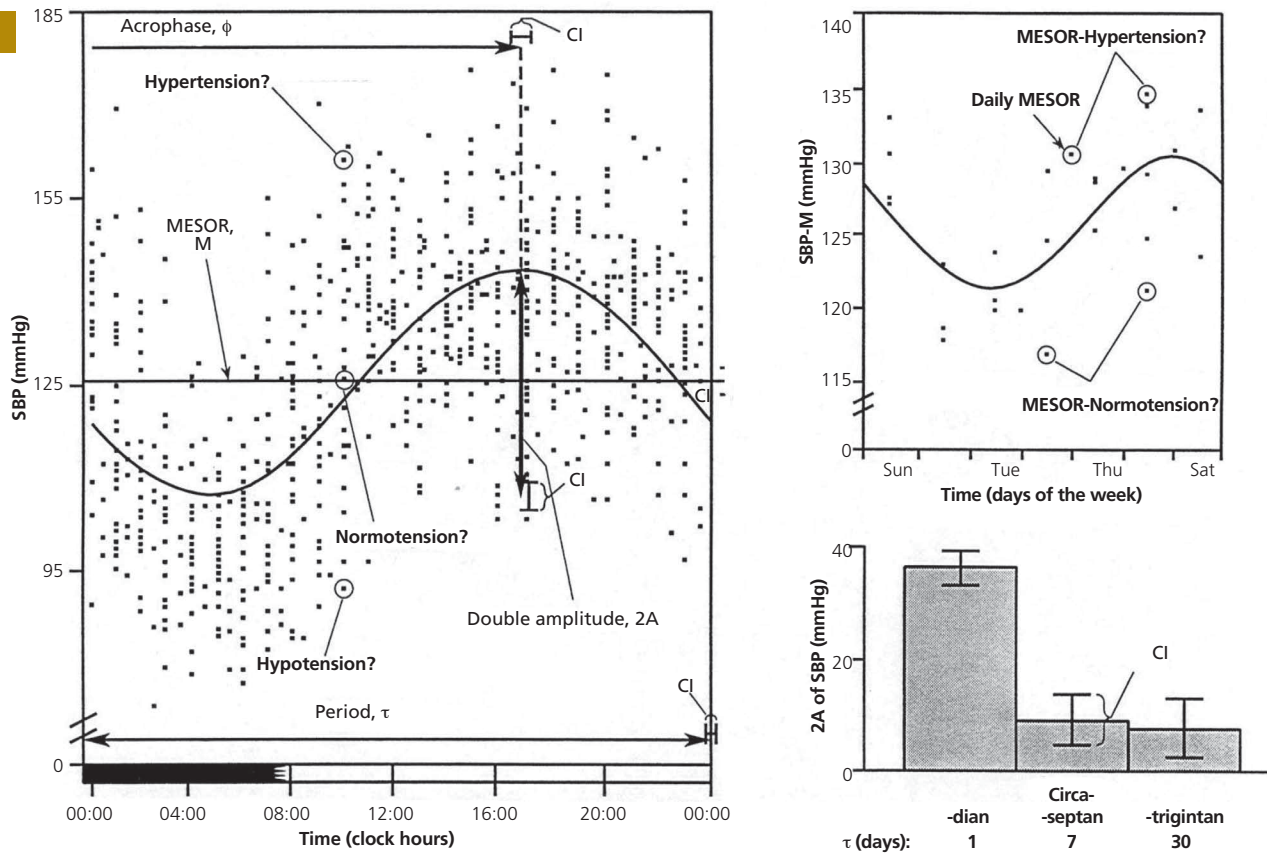 185
155
125
95
0
SBP (mmHg)
Acrophase, ϕ
CI
Hypertension?
MESOR,
M
CI
CI
Normotension?
Double amplitude, 2A
Hypotension?
CI
Period, τ
00:00 04:00 08:00 12:00 16:00 20:00 00:00
Time (clock hours)
140
135
130
125
120
115
0
SBP-M (mmHg)
MESOR-Hypertension?
Daily MESOR
MESOR-Normotension?
Sun Tue Thu Sat
Time (days of the week)
40
20
0
2A of SBP (mmHg)
CI
Circa-
-dian -septan -trigintan
τ (days): 1 7 30